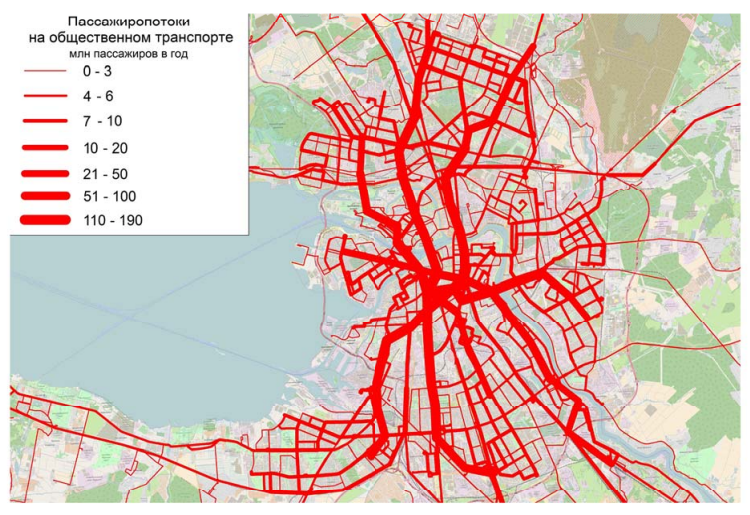 Пассажиропотоки
на общественном транспорте
млн пассажиров в год
0 - 3
4 - 6
7 - 10
10 - 20
21 - 50
51 - 100
110 - 190